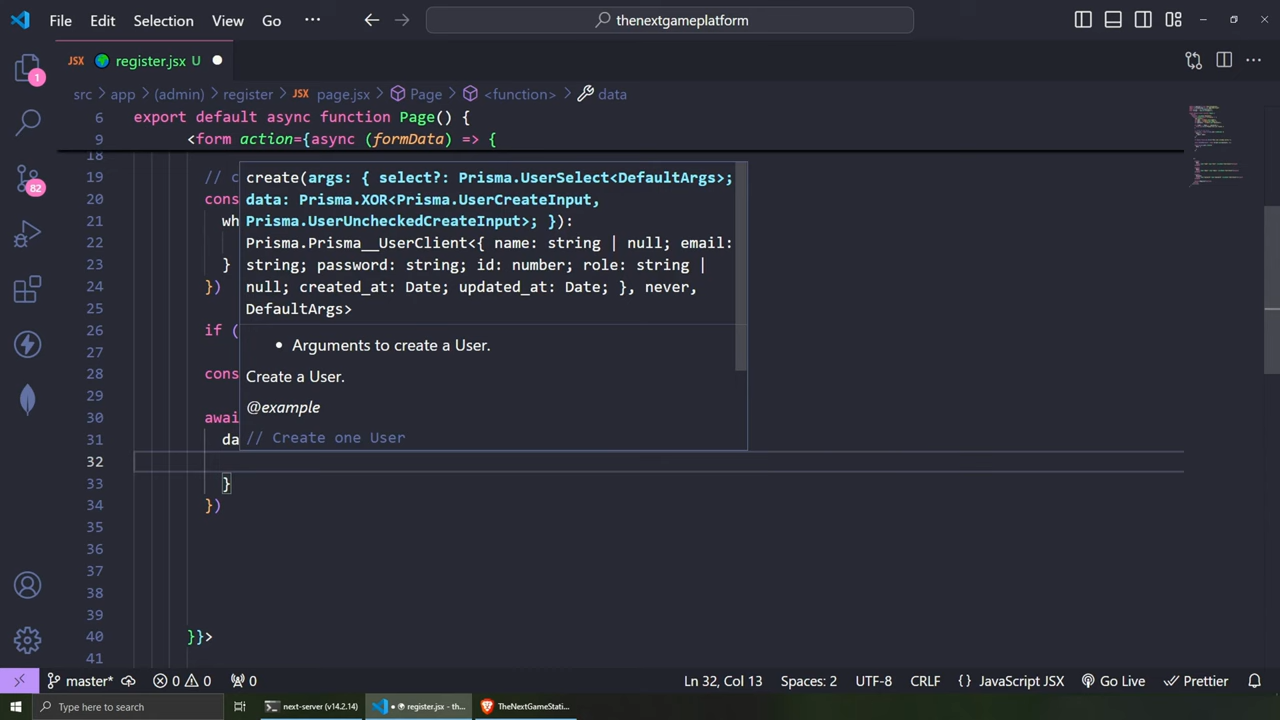 File Edit Selection View Go ··· thenextgameplatform
JSX register.jsx U
1
src > app > (admin) > register > JSX page.jsx > Page > <function> > data
6 export default async function Page() {
9 <form action={async (formData) => {
18
19 // c
20 cons
21 wh
22
23 }
24 })
25
26 if (
27
28 cons
29
30 awai
31 da
32
33 }
34 })
35
36
37
38
39
40 }}>
41
create(args: { select?: Prisma.UserSelect<DefaultArgs>;
data: Prisma.XOR<Prisma.UserCreateInput,
Prisma.UserUncheckedCreateInput>; }):
Prisma.Prisma__UserClient<{ name: string | null; email:
string; password: string; id: number; role: string |
null; created_at: Date; updated_at: Date; }, never,
DefaultArgs>
• Arguments to create a User.
Create a User.
@example
// Create one User
82
master* 0 0 0 Ln 32, Col 13 Spaces: 2 UTF-8 CRLF {} JavaScript JSX Go Live Prettier
Type here to search next-server (v14.2.14) ● register.jsx - th... TheNextGameStati...